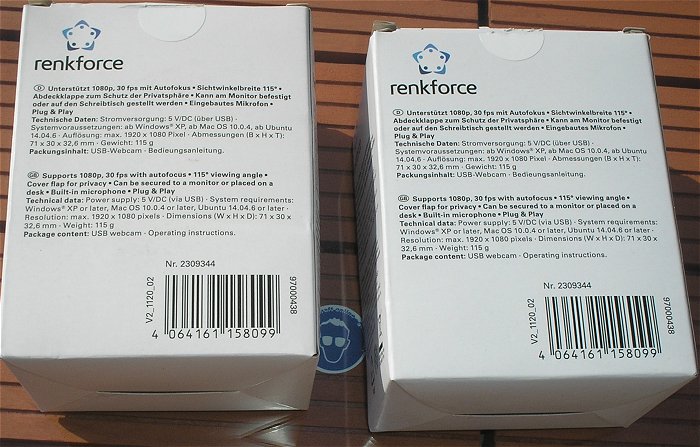 renkforce
D Unterstützt 1080p, 30 fps mit Autofokus • Sichtwinkelbreite 115° •
Abdeckklappe zum Schutz der Privatsphäre • Kann am Monitor befestigt
oder auf den Schreibtisch gestellt werden • Eingebautes Mikrofon •
Plug & Play
Technische Daten: Stromversorgung: 5 V/DC (über USB) ·
Systemvoraussetzungen: ab Windows® XP, ab Mac OS 10.0.4, ab Ubuntu
14.04.6 · Auflösung: max. 1920 x 1080 Pixel · Abmessungen (B x H x T):
71 x 30 x 32,6 mm · Gewicht: 115 g
Packungsinhalt: USB-Webcam · Bedienungsanleitung.
GB Supports 1080p, 30 fps with autofocus • 115° viewing angle •
Cover flap for privacy • Can be secured to a monitor or placed on a
desk • Built-in microphone • Plug & Play
Technical data: Power supply: 5 V/DC (via USB) · System requirements:
Windows® XP or later, Mac OS 10.0.4 or later, Ubuntu 14.04.6 or later ·
Resolution: max. 1920 x 1080 pixels · Dimensions (W x H x D): 71 x 30 x
32,6 mm · Weight: 115 g
Package content: USB webcam · Operating instructions.
Nr. 2309344
V2_1120_02
97000438
4 064161 158099
renkforce
D Unterstützt 1080p, 30 fps mit Autofokus • Sichtwinkelbreite 115° •
Abdeckklappe zum Schutz der Privatsphäre • Kann am Monitor befestigt
oder auf den Schreibtisch gestellt werden • Eingebautes Mikrofon •
Plug & Play
Technische Daten: Stromversorgung: 5 V/DC (über USB) ·
Systemvoraussetzungen: ab Windows® XP, ab Mac OS 10.0.4, ab Ubuntu
14.04.6 · Auflösung: max. 1920 x 1080 Pixel · Abmessungen (B x H x T):
71 x 30 x 32,6 mm · Gewicht: 115 g
Packungsinhalt: USB-Webcam · Bedienungsanleitung.
GB Supports 1080p, 30 fps with autofocus • 115° viewing angle •
Cover flap for privacy • Can be secured to a monitor or placed on a
desk • Built-in microphone • Plug & Play
Technical data: Power supply: 5 V/DC (via USB) · System requirements:
Windows® XP or later, Mac OS 10.0.4 or later, Ubuntu 14.04.6 or later ·
Resolution: max. 1920 x 1080 pixels · Dimensions (W x H x D): 71 x 30 x
32,6 mm · Weight: 115 g
Package content: USB webcam · Operating instructions.
Nr. 2309344
V2_1120_02
97000438
4 064161 158099